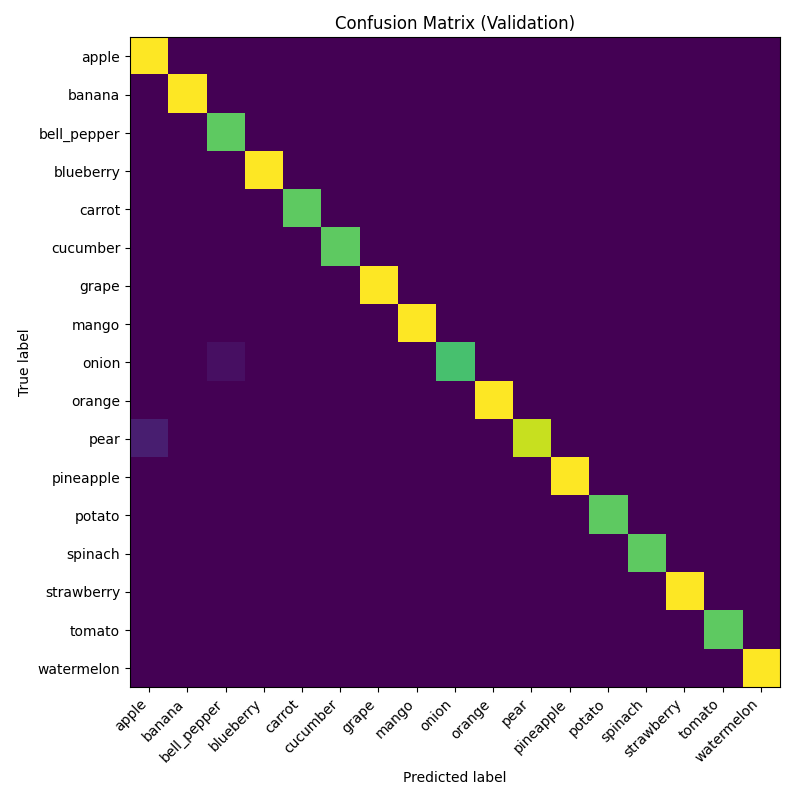 Confusion Matrix (Validation)
True label
apple
banana
bell_pepper
blueberry
carrot
cucumber
grape
mango
onion
orange
pear
pineapple
potato
spinach
strawberry
tomato
watermelon
apple
banana
bell_pepper
blueberry
carrot
cucumber
grape
mango
onion
orange
pear
pineapple
potato
spinach
strawberry
tomato
watermelon
Predicted label